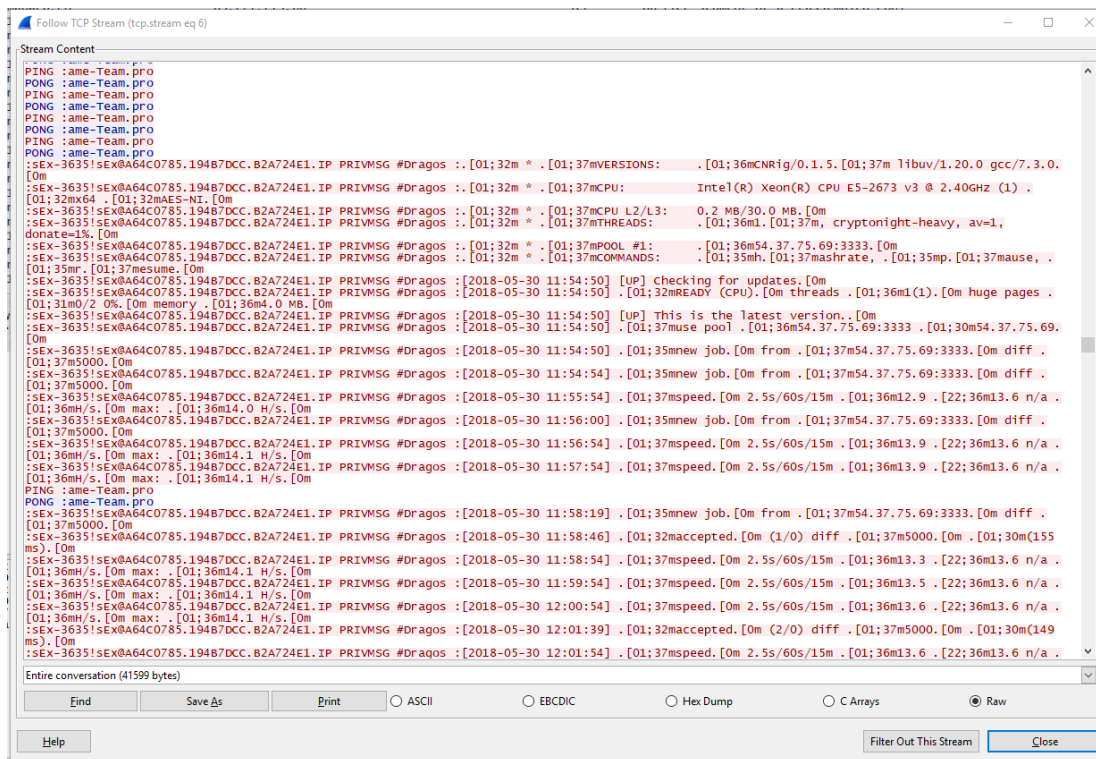 Follow TCP Stream (tcp.stream eq 6)
Stream Content
PING :ame-Team.pro
PONG :ame-Team.pro
PING :ame-Team.pro
PONG :ame-Team.pro
PING :ame-Team.pro
PONG :ame-Team.pro
PING :ame-Team.pro
PONG :ame-Team.pro
:sEx-3635!sEx@A64C0785.194B7DCC.B2A724E1.IP PRIVMSG #Dragos :.[01;32m * .[01;37mVERSIONS:     .[01;36mCNRig/0.1.5.[01;37m libuv/1.20.0 gcc/7.3.0.
[0m
:sEx-3635!sEx@A64C0785.194B7DCC.B2A724E1.IP PRIVMSG #Dragos :.[01;32m * .[01;37mCPU:          Intel(R) Xeon(R) CPU E5-2673 v3 @ 2.40GHz (1) .
[01;32mx64 .[01;32mAES-NI.[0m
:sEx-3635!sEx@A64C0785.194B7DCC.B2A724E1.IP PRIVMSG #Dragos :.[01;32m * .[01;37mCPU L2/L3:    0.2 MB/30.0 MB.[0m
:sEx-3635!sEx@A64C0785.194B7DCC.B2A724E1.IP PRIVMSG #Dragos :.[01;32m * .[01;37mTHREADS:      .[01;36m1.[01;37m, cryptonight-heavy, av=1,
donate=1%.[0m
:sEx-3635!sEx@A64C0785.194B7DCC.B2A724E1.IP PRIVMSG #Dragos :.[01;32m * .[01;37mPOOL #1:      .[01;36m54.37.75.69:3333.[0m
:sEx-3635!sEx@A64C0785.194B7DCC.B2A724E1.IP PRIVMSG #Dragos :.[01;32m * .[01;37mCOMMANDS:     .[01;35mh.[01;37mashrate, .[01;35mp.[01;37mause, .
[01;35mr.[01;37mesume.[0m
:sEx-3635!sEx@A64C0785.194B7DCC.B2A724E1.IP PRIVMSG #Dragos :[2018-05-30 11:54:50] [UP] Checking for updates.[0m
:sEx-3635!sEx@A64C0785.194B7DCC.B2A724E1.IP PRIVMSG #Dragos :[2018-05-30 11:54:50] .[01;32mREADY (CPU).[0m threads .[01;36m1(1).[0m huge pages .
[01;31m0/2 0%.[0m memory .[01;36m4.0 MB.[0m
:sEx-3635!sEx@A64C0785.194B7DCC.B2A724E1.IP PRIVMSG #Dragos :[2018-05-30 11:54:50] [UP] This is the latest version..[0m
:sEx-3635!sEx@A64C0785.194B7DCC.B2A724E1.IP PRIVMSG #Dragos :[2018-05-30 11:54:50] .[01;37muse pool .[01;36m54.37.75.69:3333 .[01;30m54.37.75.69.
[0m
:sEx-3635!sEx@A64C0785.194B7DCC.B2A724E1.IP PRIVMSG #Dragos :[2018-05-30 11:54:50] .[01;35mnew job.[0m from .[01;37m54.37.75.69:3333.[0m diff .
[01;37m5000.[0m
:sEx-3635!sEx@A64C0785.194B7DCC.B2A724E1.IP PRIVMSG #Dragos :[2018-05-30 11:54:54] .[01;35mnew job.[0m from .[01;37m54.37.75.69:3333.[0m diff .
[01;37m5000.[0m
:sEx-3635!sEx@A64C0785.194B7DCC.B2A724E1.IP PRIVMSG #Dragos :[2018-05-30 11:55:54] .[01;37mspeed.[0m 2.5s/60s/15m .[01;36m12.9 .[22;36m13.6 n/a .
[01;36mH/s.[0m max: .[01;36m14.0 H/s.[0m
:sEx-3635!sEx@A64C0785.194B7DCC.B2A724E1.IP PRIVMSG #Dragos :[2018-05-30 11:56:00] .[01;35mnew job.[0m from .[01;37m54.37.75.69:3333.[0m diff .
[01;37m5000.[0m
:sEx-3635!sEx@A64C0785.194B7DCC.B2A724E1.IP PRIVMSG #Dragos :[2018-05-30 11:56:54] .[01;37mspeed.[0m 2.5s/60s/15m .[01;36m13.9 .[22;36m13.6 n/a .
[01;36mH/s.[0m max: .[01;36m14.1 H/s.[0m
:sEx-3635!sEx@A64C0785.194B7DCC.B2A724E1.IP PRIVMSG #Dragos :[2018-05-30 11:57:54] .[01;37mspeed.[0m 2.5s/60s/15m .[01;36m13.9 .[22;36m13.6 n/a .
[01;36mH/s.[0m max: .[01;36m14.1 H/s.[0m
PING :ame-Team.pro
PONG :ame-Team.pro
:sEx-3635!sEx@A64C0785.194B7DCC.B2A724E1.IP PRIVMSG #Dragos :[2018-05-30 11:58:19] .[01;35mnew job.[0m from .[01;37m54.37.75.69:3333.[0m diff .
[01;37m5000.[0m
:sEx-3635!sEx@A64C0785.194B7DCC.B2A724E1.IP PRIVMSG #Dragos :[2018-05-30 11:58:46] .[01;32maccepted.[0m (1/0) diff .[01;37m5000.[0m .[01;30m(155
ms).[0m
:sEx-3635!sEx@A64C0785.194B7DCC.B2A724E1.IP PRIVMSG #Dragos :[2018-05-30 11:58:54] .[01;37mspeed.[0m 2.5s/60s/15m .[01;36m13.3 .[22;36m13.6 n/a .
[01;36mH/s.[0m max: .[01;36m14.1 H/s.[0m
:sEx-3635!sEx@A64C0785.194B7DCC.B2A724E1.IP PRIVMSG #Dragos :[2018-05-30 11:59:54] .[01;37mspeed.[0m 2.5s/60s/15m .[01;36m13.5 .[22;36m13.6 n/a .
[01;36mH/s.[0m max: .[01;36m14.1 H/s.[0m
:sEx-3635!sEx@A64C0785.194B7DCC.B2A724E1.IP PRIVMSG #Dragos :[2018-05-30 12:00:54] .[01;37mspeed.[0m 2.5s/60s/15m .[01;36m13.6 .[22;36m13.6 n/a .
[01;36mH/s.[0m max: .[01;36m14.1 H/s.[0m
:sEx-3635!sEx@A64C0785.194B7DCC.B2A724E1.IP PRIVMSG #Dragos :[2018-05-30 12:01:39] .[01;32maccepted.[0m (2/0) diff .[01;37m5000.[0m .[01;30m(149
ms).[0m
:sEx-3635!sEx@A64C0785.194B7DCC.B2A724E1.IP PRIVMSG #Dragos :[2018-05-30 12:01:54] .[01;37mspeed.[0m 2.5s/60s/15m .[01;36m13.6 .[22;36m13.6 n/a .
Entire conversation (41599 bytes)
Find Save As Print ASCII EBCDIC Hex Dump C Arrays Raw
Help Filter Out This Stream Close